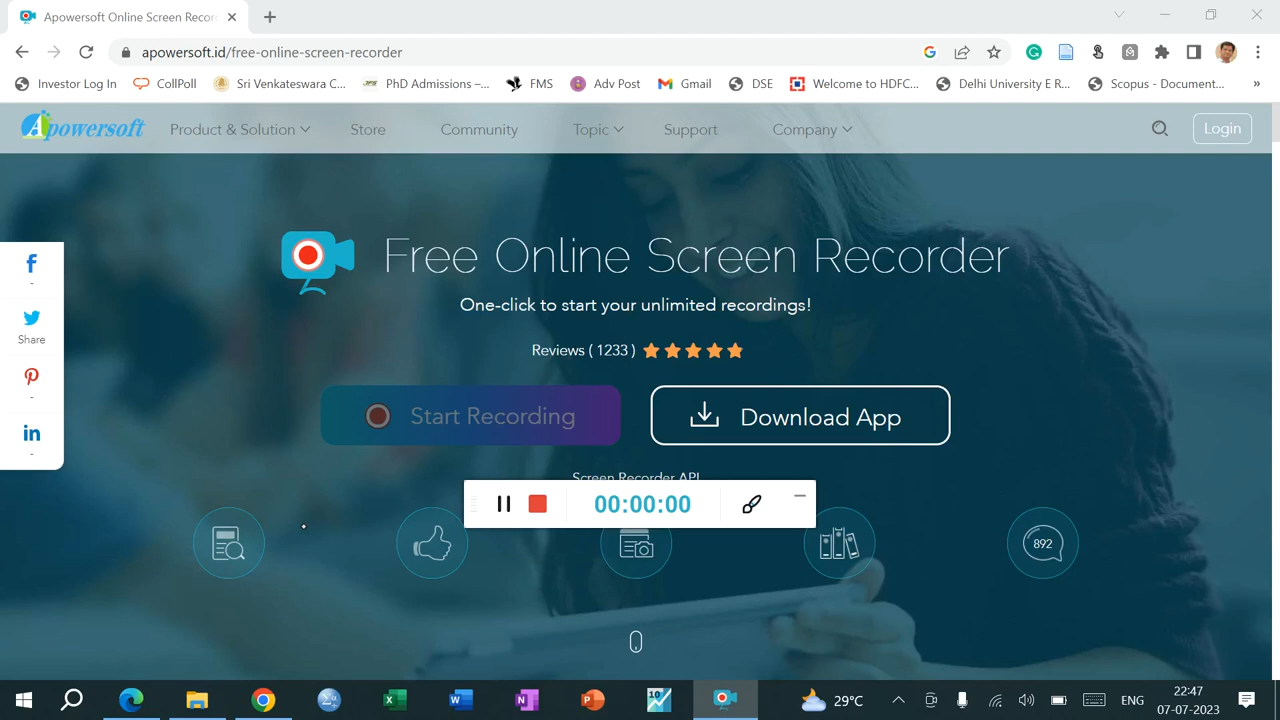 Apowersoft Online Screen Recor
apowersoft.id/free-online-screen-recorder
Investor Log In CollPoll Sri Venkateswara C... PhD Admissions –... FMS Adv Post Gmail DSE Welcome to HDFC... Delhi University E R... Scopus - Document... »
Apowersoft Product & Solution Store Community Topic Support Company Login
Free Online Screen Recorder
One-click to start your unlimited recordings!
Reviews ( 1233 )
Share
Start Recording Download App
Screen Recorder API
00:00:00
892
29°C ENG 22:47
07-07-2023